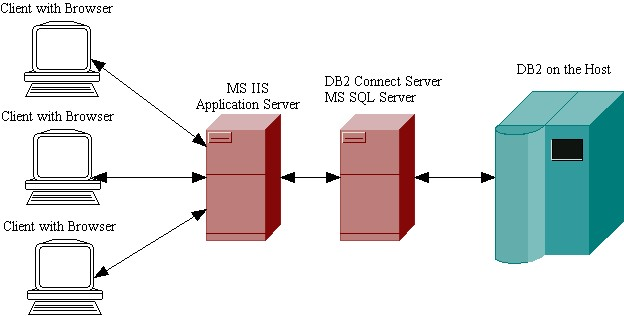 Client with Browser
MS IIS
Application Server
DB2 Connect Server
MS SQL Server
DB2 on the Host
Client with Browser
Client with Browser